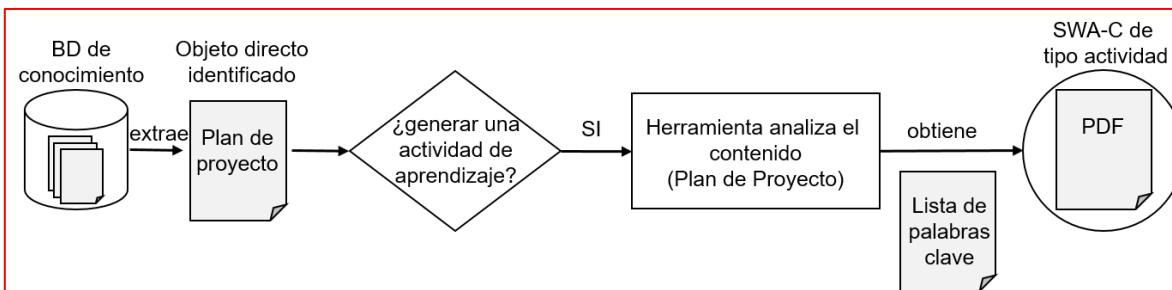 BD de
conocimiento
extrae
Objeto directo
identificado
Plan de
proyecto
¿generar una
actividad de
aprendizaje?
SI
Herramienta analiza el
contenido
(Plan de Proyecto)
obtiene
Lista de
palabras
clave
SWA-C de
tipo actividad
PDF